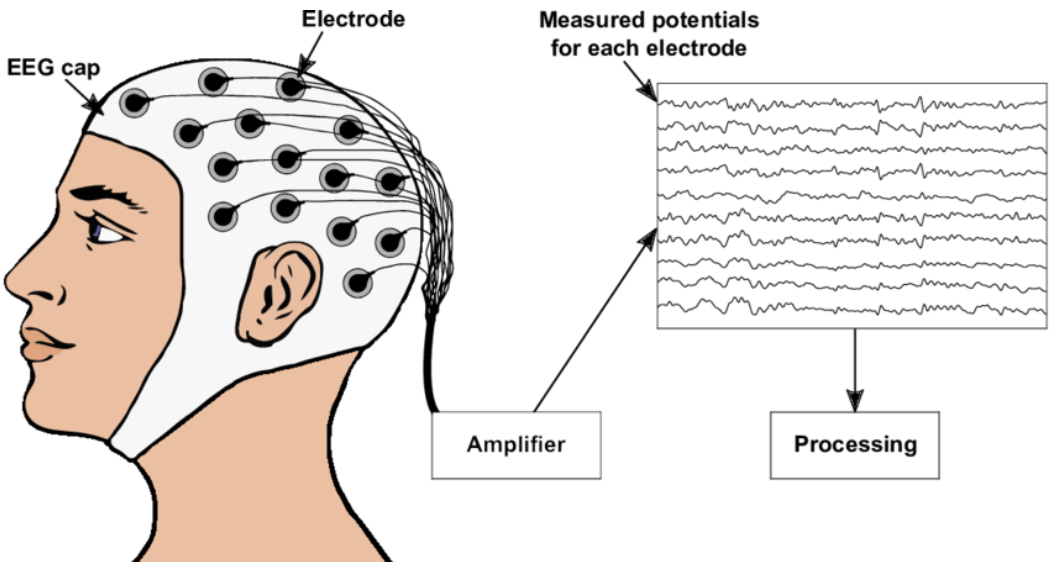 Electrode
EEG cap
Measured potentials
for each electrode
Amplifier
Processing